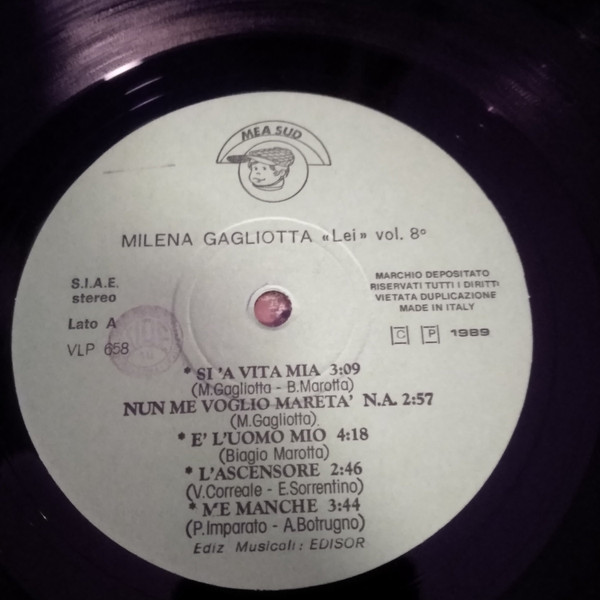 MEA SUD
MILENA GAGLIOTTA «Lei» vol. 8°
S.I.A.E.
stereo
Lato A
VLP 658
MARCHIO DEPOSITATO
RISERVATI TUTTI I DIRITTI
VIETATA DUPLICAZIONE
MADE IN ITALY
C P 1989
* SI 'A VITA MIA 3:09
(M.Gagliotta - B.Marotta)
NUN ME VOGLIO MARETA' N.A. 2:57
(M.Gagliotta)
* E' L'UOMO MIO 4:18
(Biagio Marotta)
* L'ASCENSORE 2:46
(V.Correale - E.Sorrentino)
* M'E MANCHE 3:44
(P.Imparato - A.Botrugno)
Ediz Musicali: EDISOR